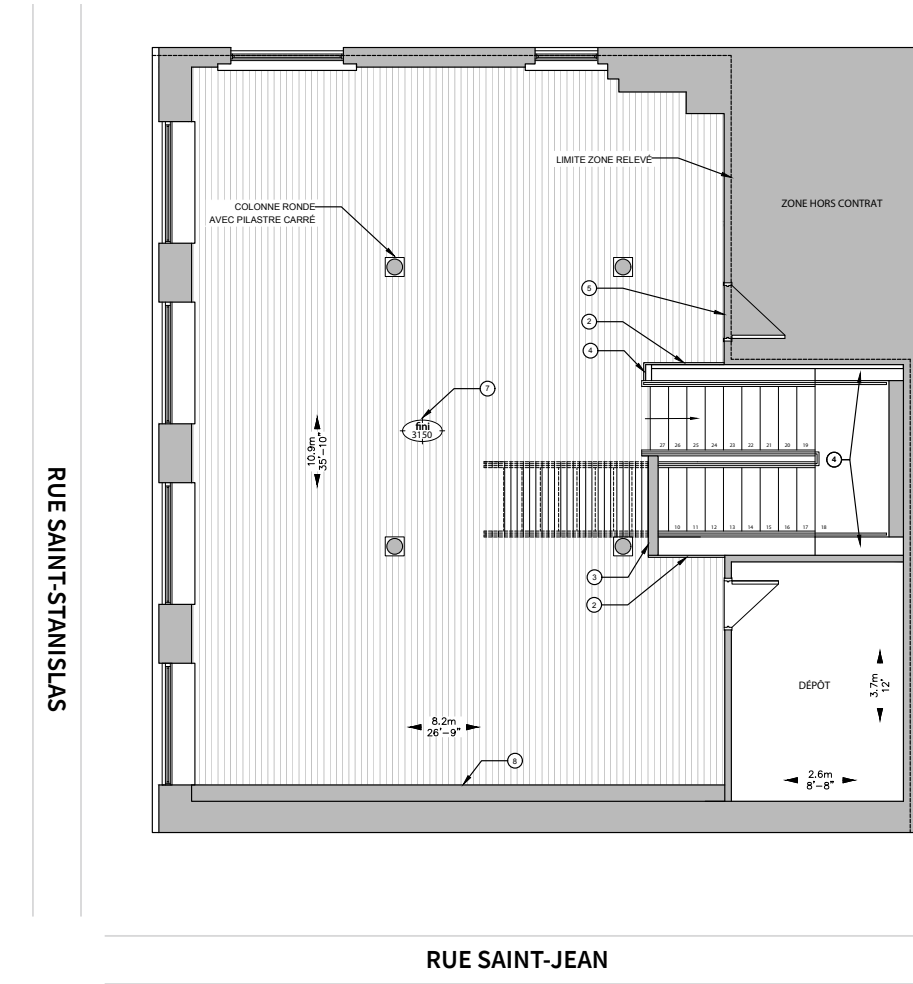 LIMITE ZONE RELEVÉ
ZONE HORS CONTRAT
COLONNE RONDE
AVEC PILASTRE CARRÉ
5
2
4
7
fini
3150
10.9m
35'-10"
27 26 25 24 23 22 21 20 19
4
10 11 12 13 14 15 16 17 18
3
2
DÉPÔT
3.7m
12'
8.2m
26'-9"
8
2.6m
8'-8"
RUE SAINT-STANISLAS
RUE SAINT-JEAN